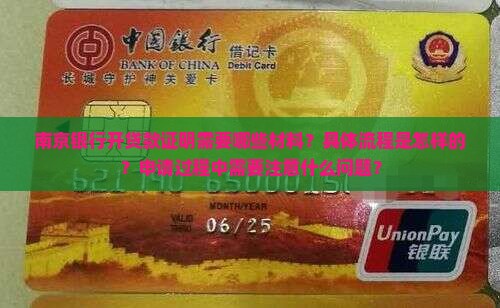 中国银行 借记卡
BANK OF CHINA Debit Card
长城守护神关爱卡
南京银行开贷款证明需要哪些材料？具体流程是怎样的
？申请过程中需要注意什么问题？
MONTH/YEAR
VALID
THRU
06/25
UnionPay
银联